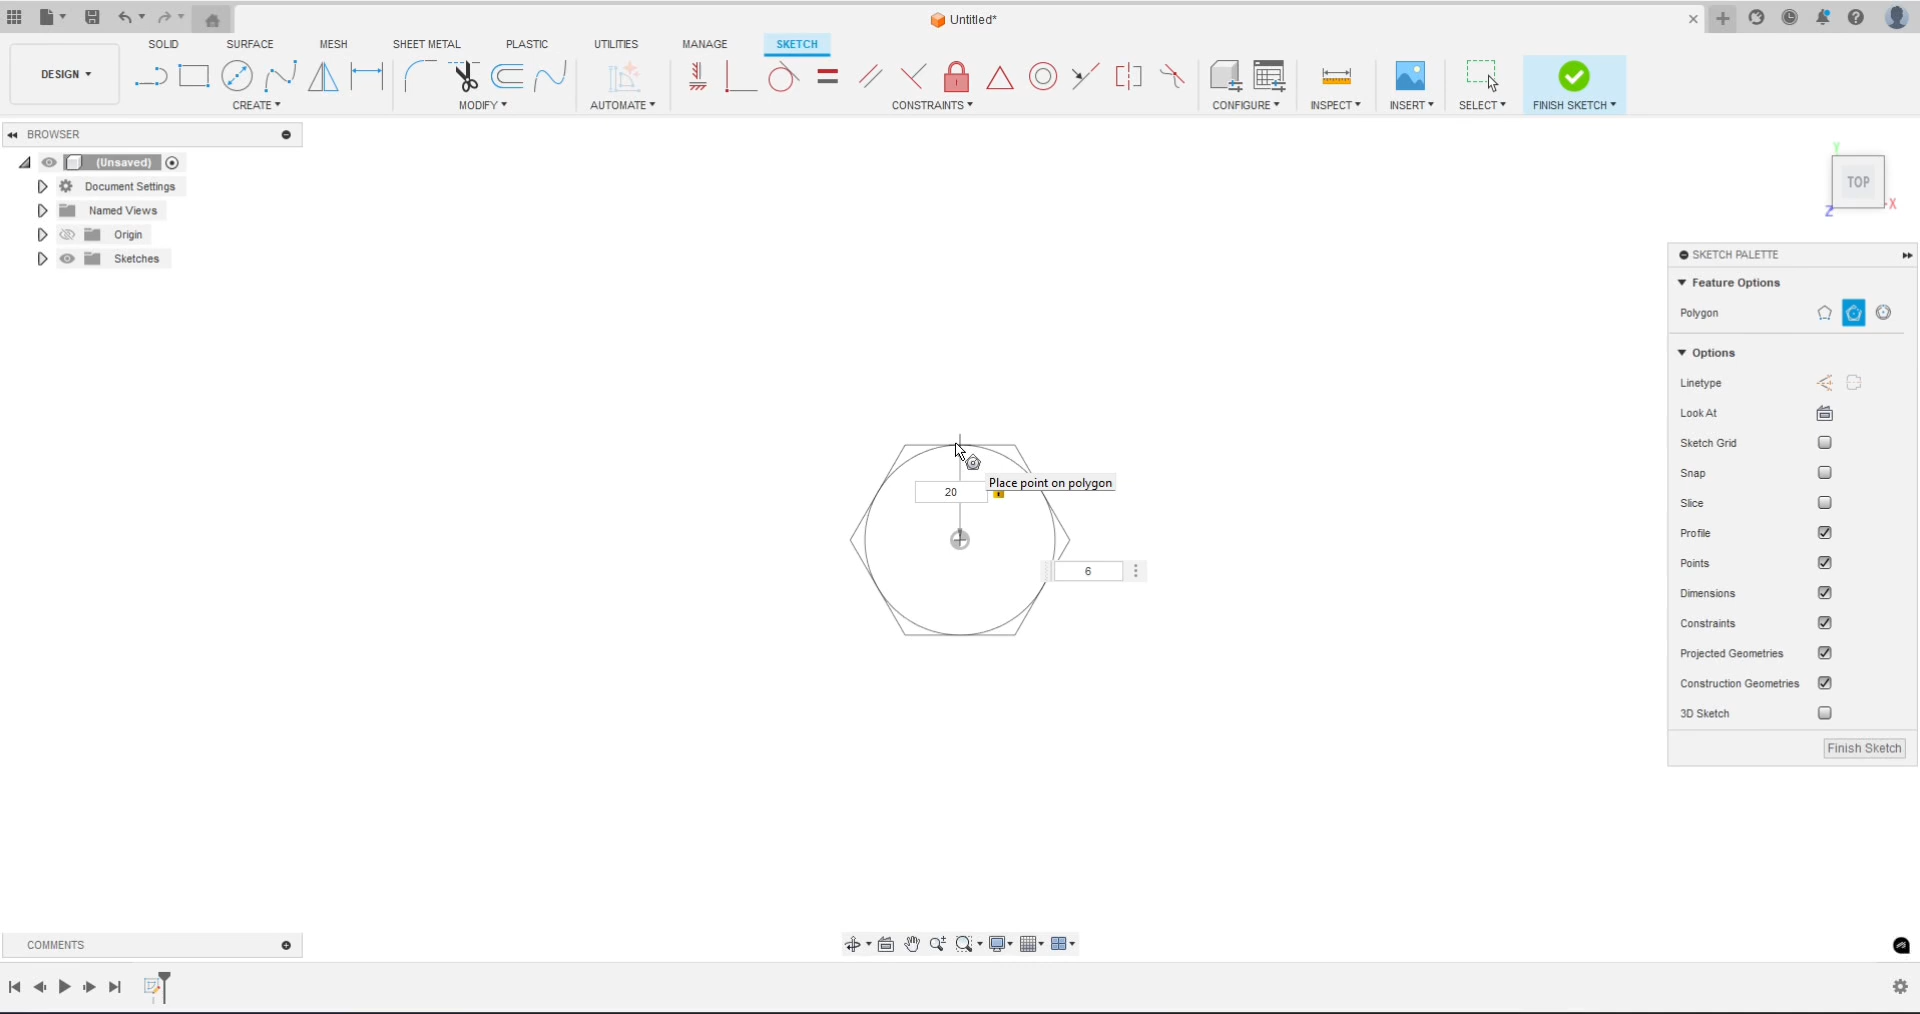 Untitled*
SOLID SURFACE MESH SHEET METAL PLASTIC UTILITIES MANAGE SKETCH
DESIGN
CREATE MODIFY AUTOMATE CONSTRAINTS CONFIGURE INSPECT INSERT SELECT FINISH SKETCH
BROWSER
(Unsaved)
Document Settings
Named Views
Origin
Sketches
Y
TOP
Z X
SKETCH PALETTE
Feature Options
Polygon
Options
Linetype
Look At
Sketch Grid
Snap
Slice
Profile
Points
Dimensions
Constraints
Projected Geometries
Construction Geometries
3D Sketch
Finish Sketch
Place point on polygon
20
6
COMMENTS